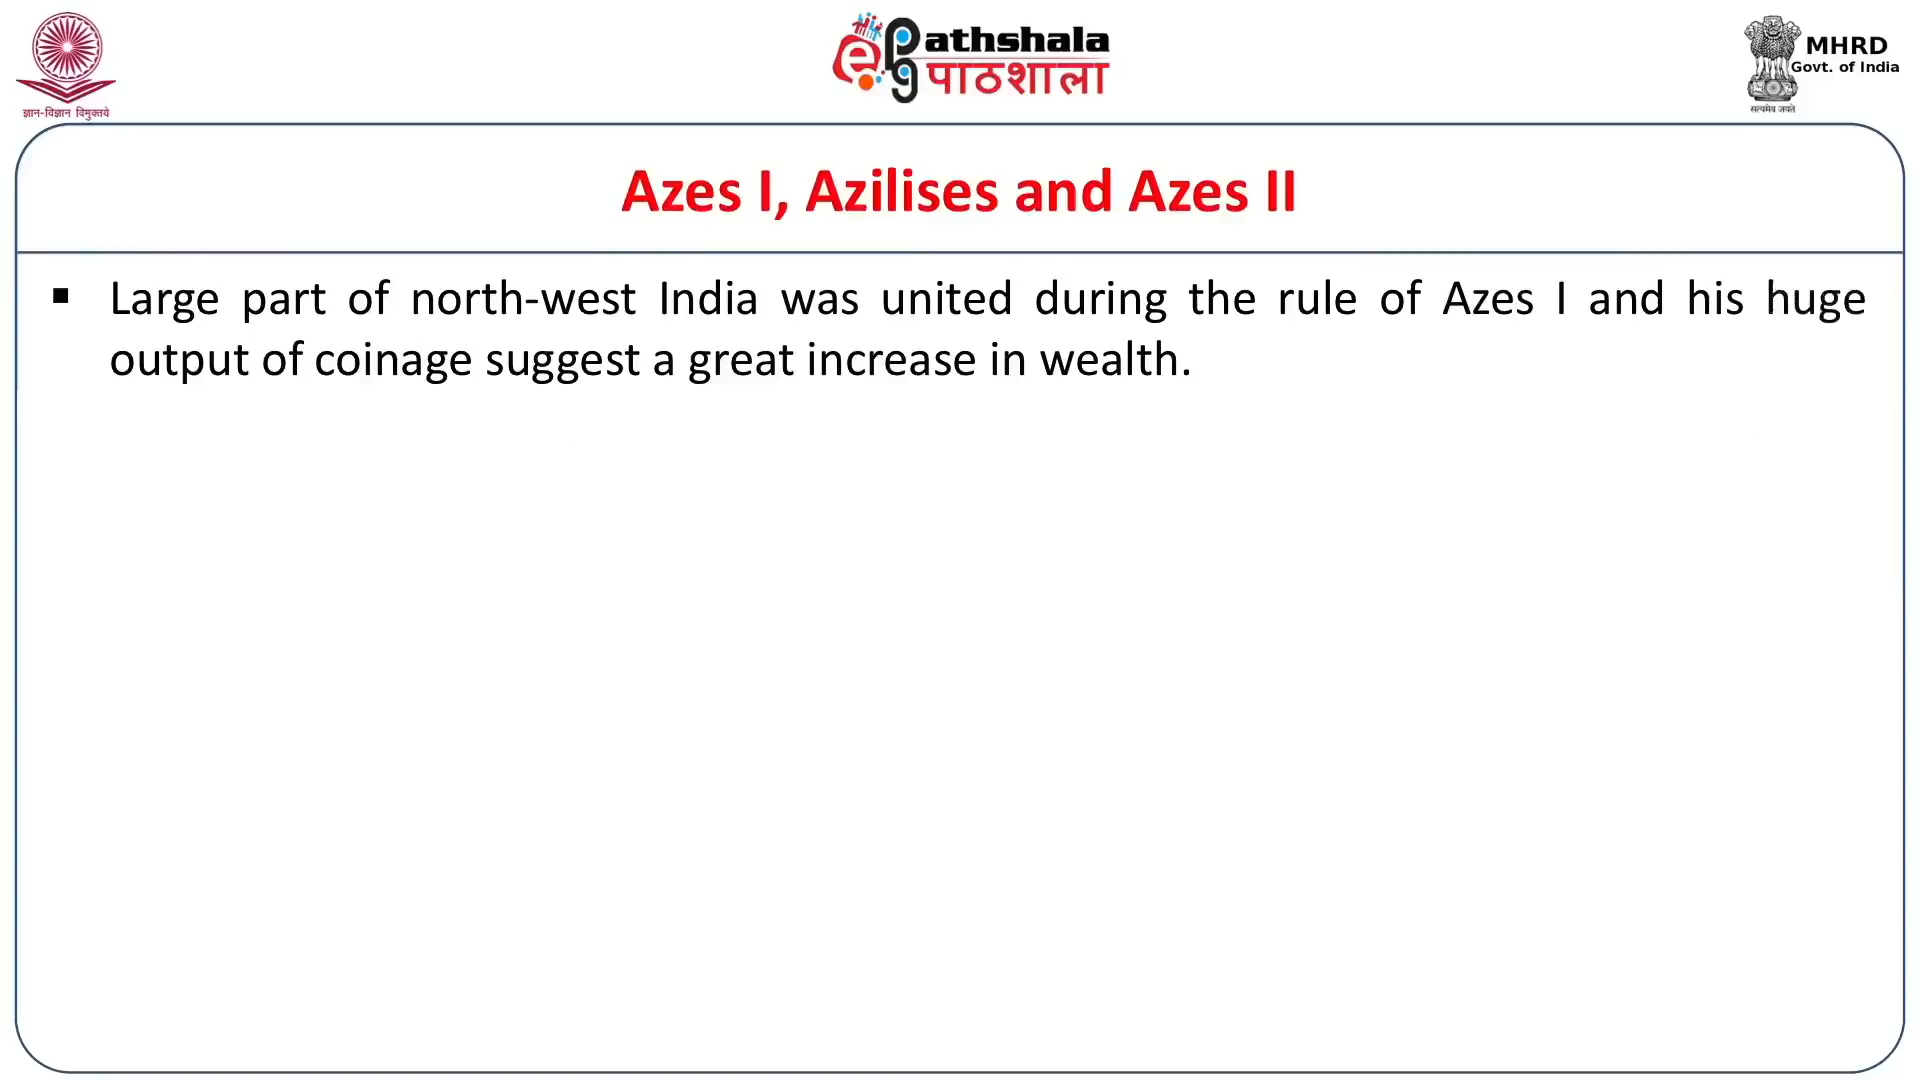 ज्ञान-विज्ञान विमुक्तये
ePathshala
पाठशाला
MHRD
Govt. of India
सत्यमेव जयते
Azes I, Azilises and Azes II
▪ Large part of north-west India was united during the rule of Azes I and his huge
output of coinage suggest a great increase in wealth.